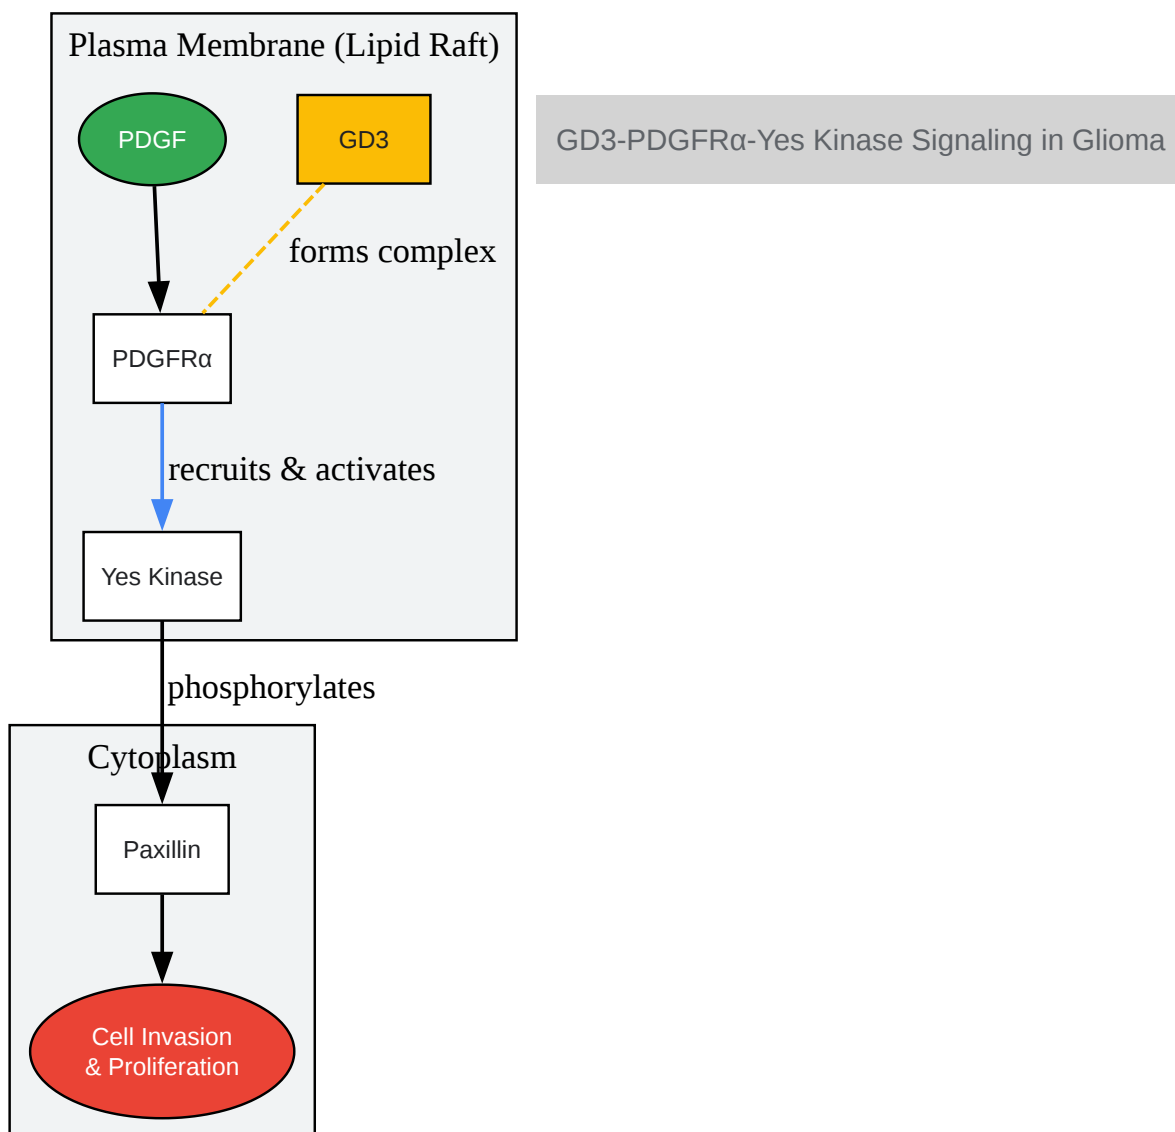 Plasma Membrane (Lipid Raft)
PDGF
GD3
GD3-PDGFRα-Yes Kinase Signaling in Glioma
forms complex
PDGFRα
recruits & activates
Yes Kinase
phosphorylates
Cytoplasm
Paxillin
Cell Invasion
& Proliferation